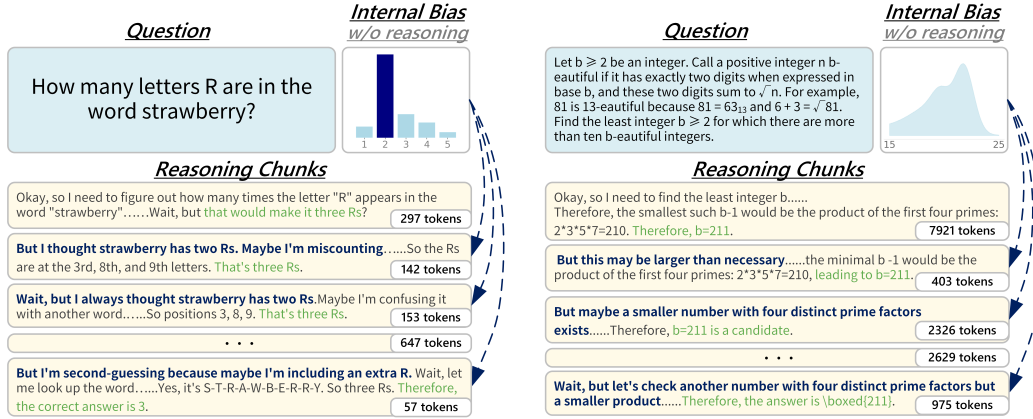 Question
Internal Bias
w/o reasoning
How many letters R are in the
word strawberry?
1 2 3 4 5
Reasoning Chunks
Okay, so I need to figure out how many times the letter "R" appears in the
word "strawberry"……Wait, but that would make it three Rs?
297 tokens
But I thought strawberry has two Rs. Maybe I'm miscounting……So the Rs
are at the 3rd, 8th, and 9th letters. That's three Rs.
142 tokens
Wait, but I always thought strawberry has two Rs.Maybe I'm confusing it
with another word……So positions 3, 8, 9. That's three Rs.
153 tokens
• • •
647 tokens
But I'm second-guessing because maybe I'm including an extra R. Wait, let
me look up the word……Yes, it's S-T-R-A-W-B-E-R-R-Y. So three Rs. Therefore,
the correct answer is 3.
57 tokens
Question
Internal Bias
w/o reasoning
Let b ⩾ 2 be an integer. Call a positive integer n b-
eautiful if it has exactly two digits when expressed in
base b, and these two digits sum to √n. For example,
81 is 13-eautiful because 81 = 63₁₃ and 6 + 3 = √81.
Find the least integer b ⩾ 2 for which there are more
than ten b-eautiful integers.
15 25
Reasoning Chunks
Okay, so I need to find the least integer b……
Therefore, the smallest such b-1 would be the product of the first four primes:
2*3*5*7=210. Therefore, b=211.
7921 tokens
But this may be larger than necessary……the minimal b -1 would be the
product of the first four primes: 2*3*5*7=210, leading to b=211.
403 tokens
But maybe a smaller number with four distinct prime factors
exists……Therefore, b=211 is a candidate.
2326 tokens
• • •
2629 tokens
Wait, but let's check another number with four distinct prime factors but
a smaller product……Therefore, the answer is \boxed{211}.
975 tokens